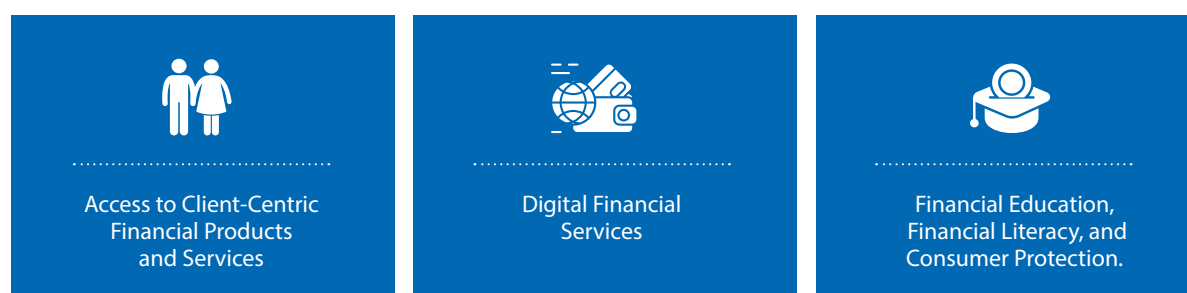 Access to Client-Centric
Financial Products
and Services
Digital Financial
Services
Financial Education,
Financial Literacy, and
Consumer Protection.